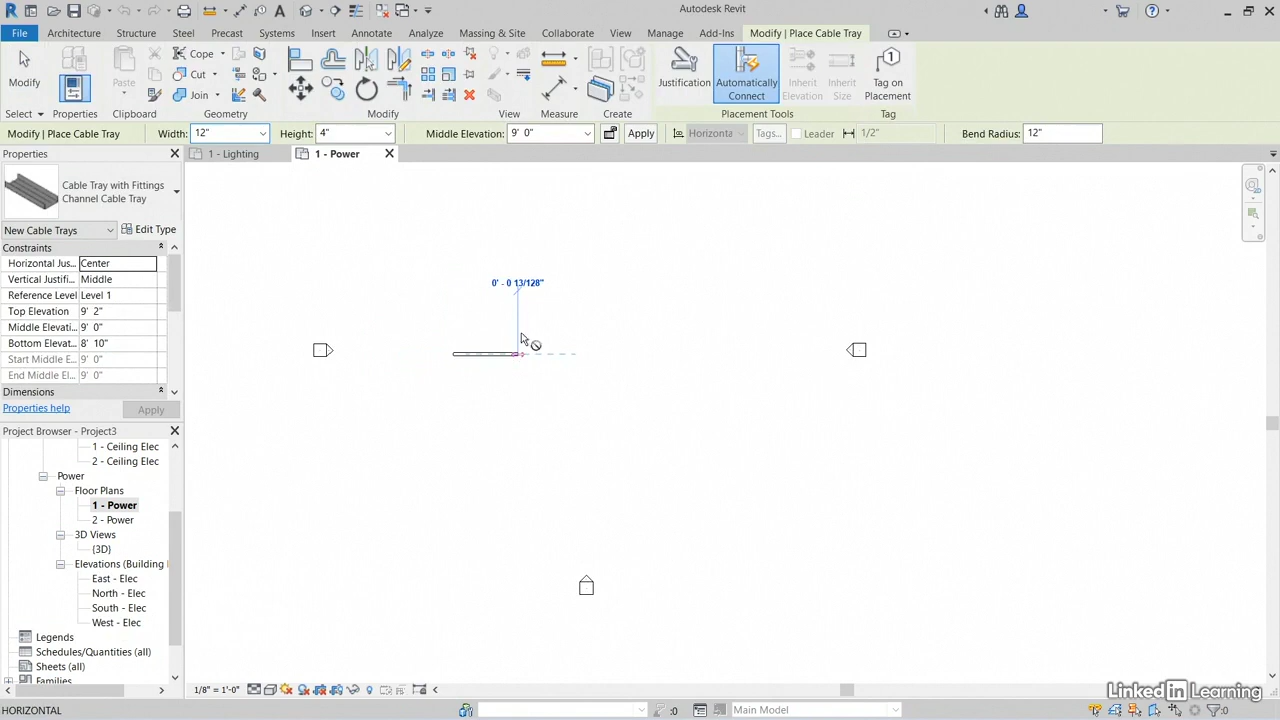 Autodesk Revit
File Architecture Structure Steel Precast Systems Insert Annotate Analyze Massing & Site Collaborate View Manage Add-Ins Modify | Place Cable Tray
Modify Paste Cope Cut Join Justification Automatically Connect Inherit Elevation Inherit Size Tag on Placement
Select Properties Clipboard Geometry Modify View Measure Create Placement Tools Tag
Modify | Place Cable Tray Width: 12" Height: 4" Middle Elevation: 9' 0" Apply Horizonta Tags... Leader 1/2" Bend Radius: 12"
Properties 1 - Lighting 1 - Power
Cable Tray with Fittings
Channel Cable Tray
New Cable Trays Edit Type
Constraints
Horizontal Jus... Center
Vertical Justifi... Middle
Reference Level Level 1
Top Elevation 9' 2"
Middle Elevati... 9' 0"
Bottom Elevat... 8' 10"
Start Middle E... 9' 0"
End Middle El... 9' 0"
Dimensions
Properties help Apply
0' - 0 13/128"
Project Browser - Project3
1 - Ceiling Elec
2 - Ceiling Elec
Power
Floor Plans
1 - Power
2 - Power
3D Views
{3D}
Elevations (Building
East - Elec
North - Elec
South - Elec
West - Elec
Legends
Schedules/Quantities (all)
Sheets (all)
Families
1/8" = 1'-0"
LinkedIn Learning
HORIZONTAL :0 Main Model :0